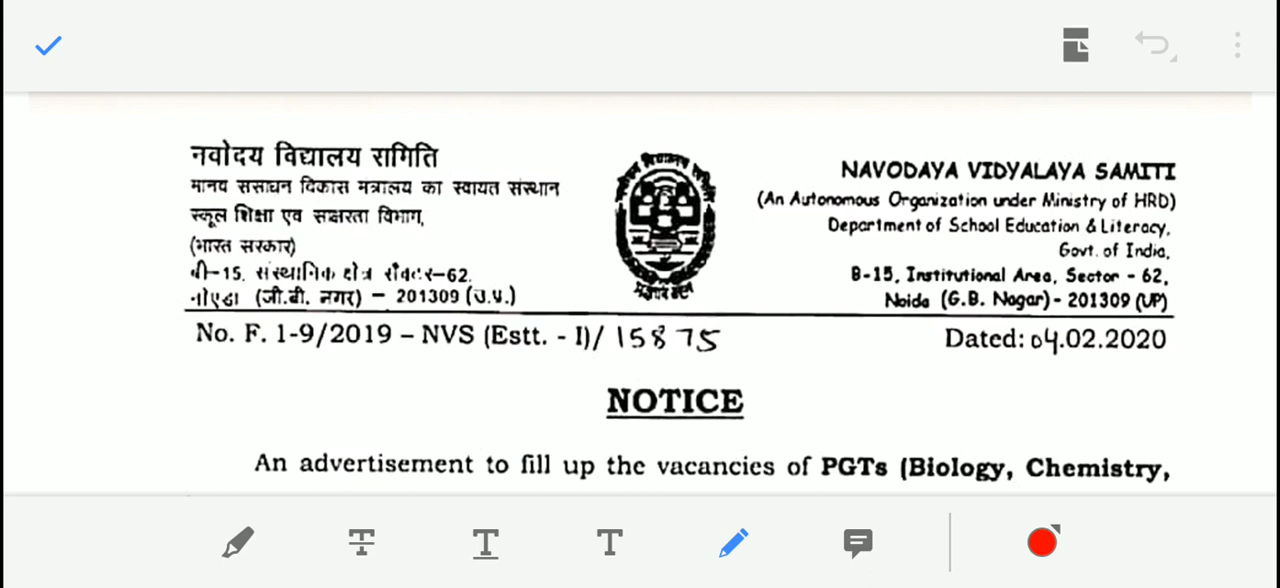 नवोदय विद्यालय रामिति
मानव ससाधन विकास मत्रालय का स्वायत संस्थान
स्कूल शिक्षा एव सक्षरता विभाग,
(भारत सरकार)
बी-15, संस्थानिक क्षेत्र सैक्टर-62,
नोएडा (जी.बी. नगर) - 201309 (उ.प्र.)
NAVODAYA VIDYALAYA SAMITI
(An Autonomous Organization under Ministry of HRD)
Department of School Education & Literacy,
Govt. of India,
B-15, Institutional Area, Sector - 62,
Noida (G.B. Nagar) - 201309 (UP)
No. F. 1-9/2019 – NVS (Estt. - I)/ 15875
Dated: 04.02.2020
NOTICE
An advertisement to fill up the vacancies of PGTs (Biology, Chemistry,